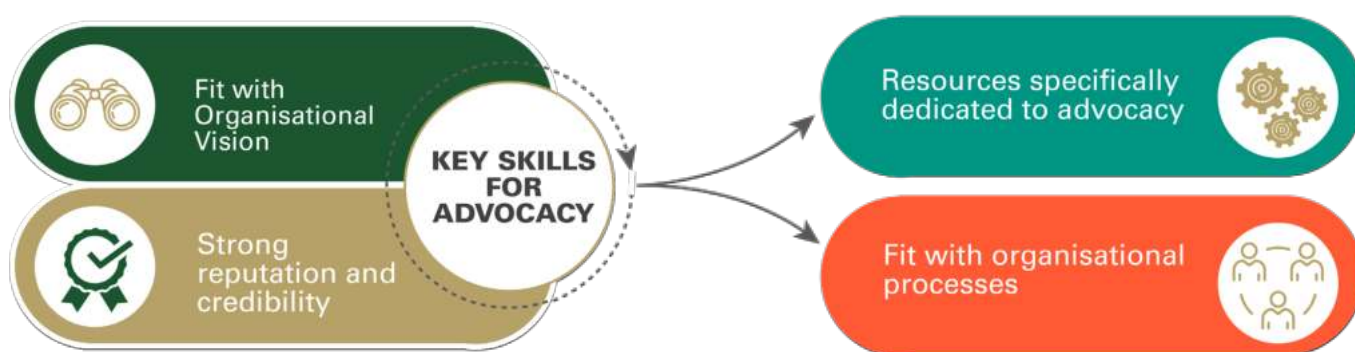 Fit with
Organisational
Vision
Strong
reputation and
credibility
KEY SKILLS
FOR
ADVOCACY
Resources specifically
dedicated to advocacy
Fit with organisational
processes